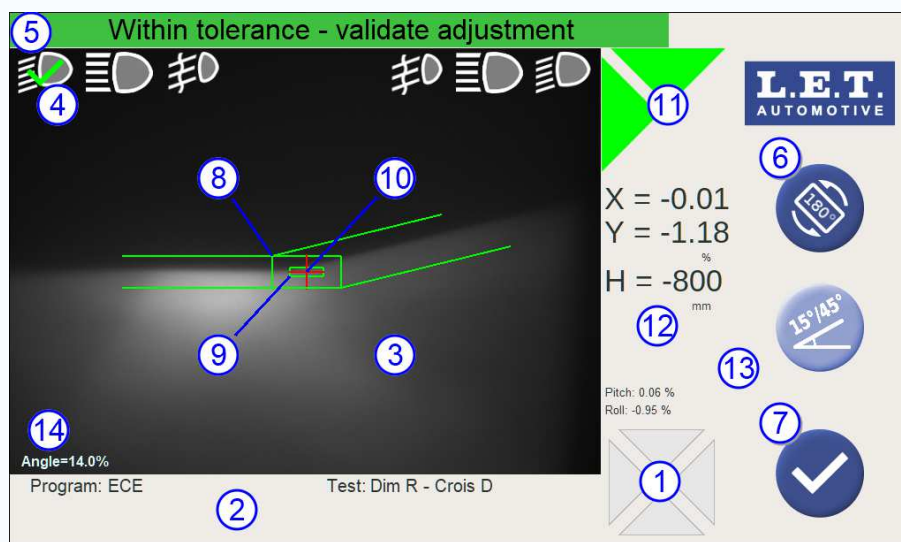 Within tolerance - validate adjustment
5
4
11
L.E.T.
AUTOMOTIVE
6
8
10
180°
X = -0.01
Y = -1.18
%
H = -800
mm
9
3
12
15°/45°
13
Pitch: 0.06 %
Roll: -0.95 %
14
Angle=14.0%
7
1
Program: ECE
Test: Dim R - Crois D
2